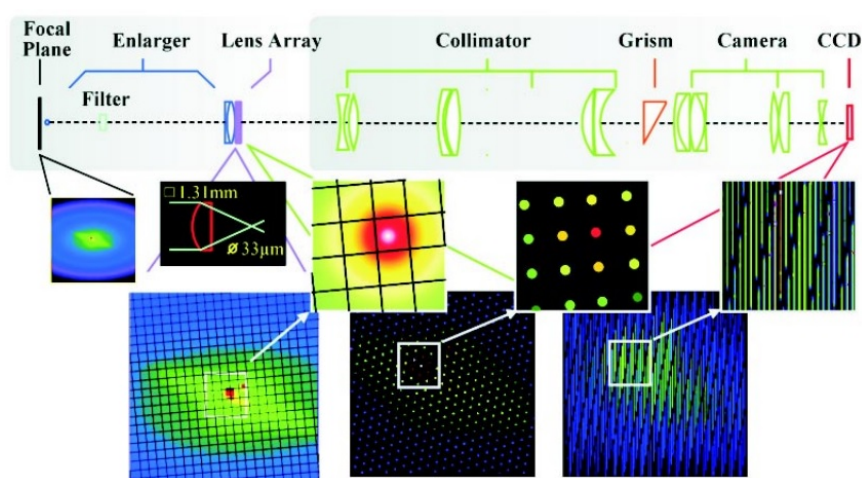 Focal
Plane
Enlarger
Lens Array
Collimator
Grism
Camera
CCD
Filter
□ 1.31mm
ø 33µm